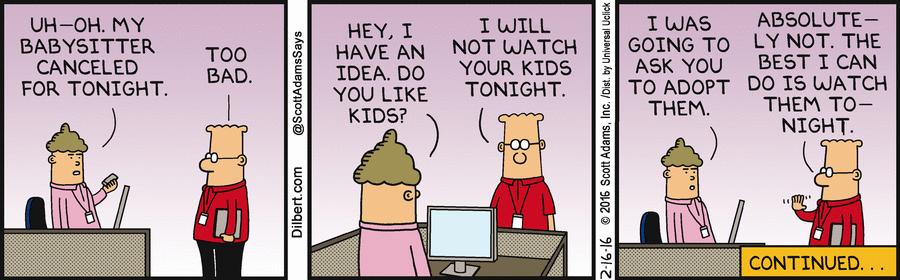 UH-OH. MY
BABYSITTER
CANCELED
FOR TONIGHT.
TOO
BAD.
Dilbert.com @ScottAdamsSays
HEY, I
HAVE AN
IDEA. DO
YOU LIKE
KIDS?
I WILL
NOT WATCH
YOUR KIDS
TONIGHT.
2-16-16 © 2016 Scott Adams, Inc. /Dist. by Universal Uclick
I WAS
GOING TO
ASK YOU
TO ADOPT
THEM.
ABSOLUTE-
LY NOT. THE
BEST I CAN
DO IS WATCH
THEM TO-
NIGHT.
CONTINUED...